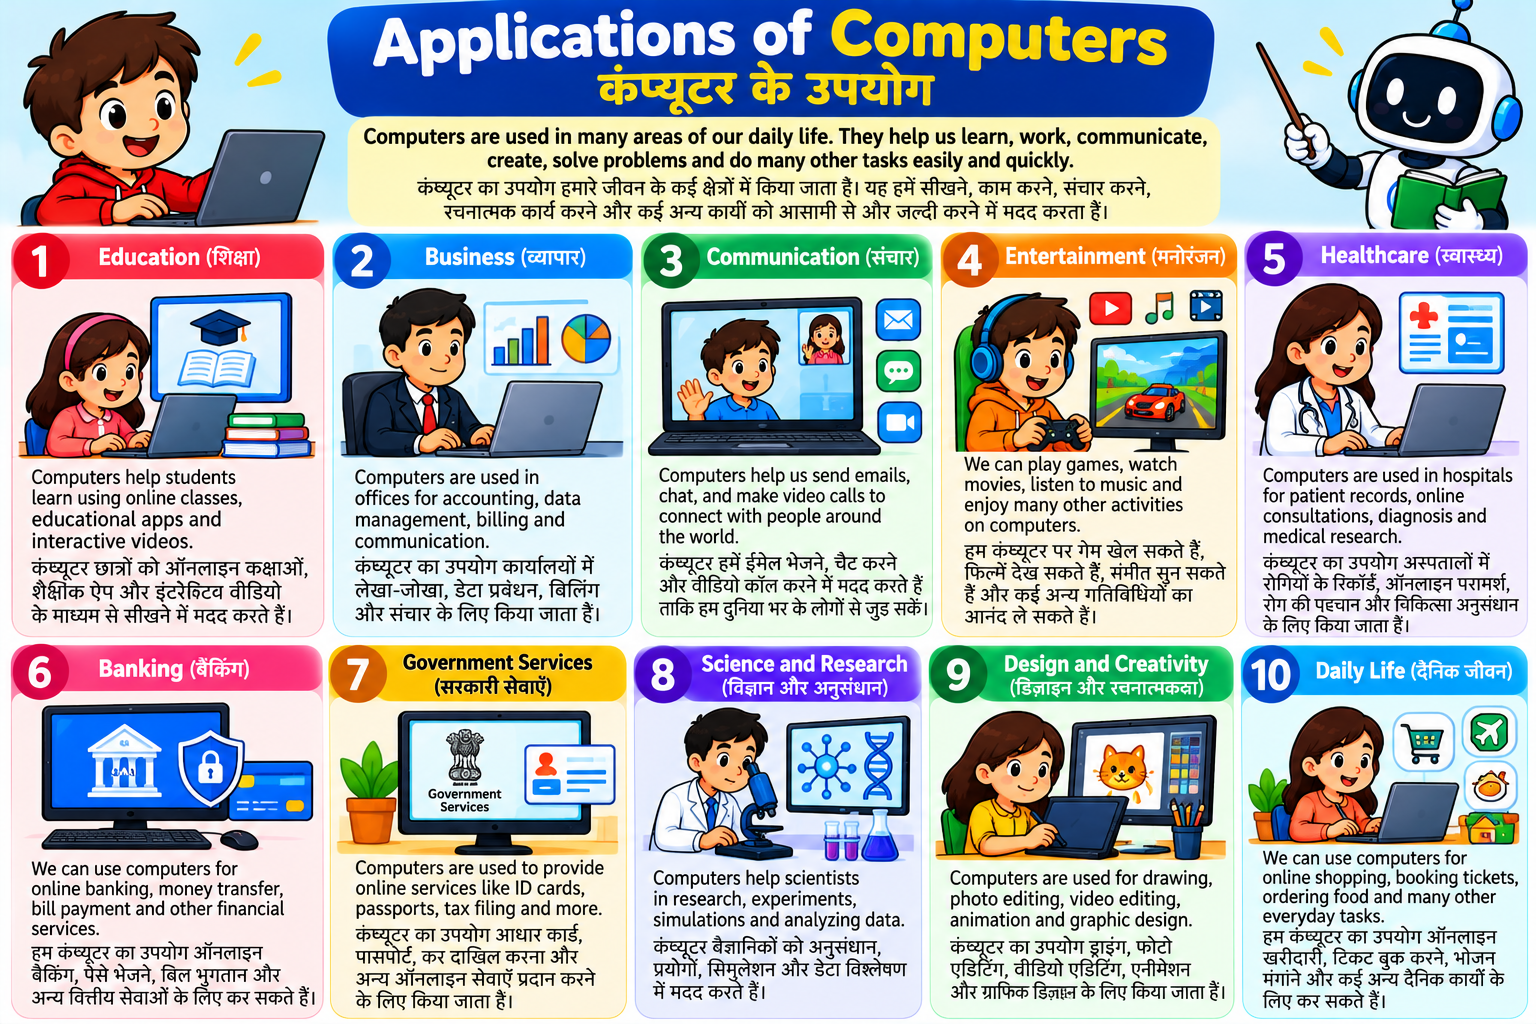 Applications of Computers
कंप्यूटर के उपयोग
Computers are used in many areas of our daily life. They help us learn, work, communicate,
create, solve problems and do many other tasks easily and quickly.
कंप्यूटर का उपयोग हमारे जीवन के कई क्षेत्रों में किया जाता है। यह हमें सीखने, काम करने, संचार करने,
रचनात्मक कार्य करने और कई अन्य कार्यों को आसामी से और जल्दी करने में मदद करता हैं।
1 Education (शिक्षा)
Computers help students
learn using online classes,
educational apps and
interactive videos.
कंप्यूटर छात्रों को ऑनलाइन कक्षाओं,
शैक्षिक ऐप और इंटरेक्टिव वीडियो
के माध्यम से सीखने में मदद करते हैं।
2 Business (व्यापार)
Computers are used in
offices for accounting, data
management, billing and
communication.
कंप्यूटर का उपयोग कार्यालयों में
लेखा-जोखा, डेटा प्रबंधन, बिलिंग
और संचार के लिए किया जाता हैं।
3 Communication (संचार)
Computers help us send emails,
chat, and make video calls to
connect with people around
the world.
कंप्यूटर हमें ईमेल भेजने, चैट करने
और वीडियो कॉल करने में मदद करते हैं
ताकि हम दुनिया भर के लोगों से जुड़ सकें।
4 Entertainment (मनोरंजन)
We can play games, watch
movies, listen to music and
enjoy many other activities
on computers.
हम कंप्यूटर पर गेम खेल सकते हैं,
फिल्में देख सकते हैं, संमीत सुन सकते
हैं और कई अन्य गतिविधियों का
आनंद ले सकते हैं।
5 Healthcare (स्वास्थ्य)
Computers are used in hospitals
for patient records, online
consultations, diagnosis and
medical research.
कंप्यूटर का उपयोग अस्पतालों में
रोगियों के रिकॉर्ड, ऑनलाइन परामर्श,
रोग की पहचान और चिकित्सा अनुसंधान
के लिए किया जाता हैं।
6 Banking (बैंकिंग)
We can use computers for
online banking, money transfer,
bill payment and other financial
services.
हम कंप्यूटर का उपयोग ऑनलाइन
बैंकिंग, पैसे भेजने, बिल भुगतान और
अन्य वित्तीय सेवाओं के लिए कर सकते हैं।
7 Government Services
(सरकारी सेवाएँ)
Government
Services
Computers are used to provide
online services like ID cards,
passports, tax filing and more.
कंप्यूटर का उपयोग आधार कार्ड,
पासपोर्ट, कर दाखिल करना और
अन्य ऑनलाइन सेवाएँ प्रदान करने
के लिए किया जाता हैं।
8 Science and Research
(विज्ञान और अनुसंधान)
Computers help scientists
in research, experiments,
simulations and analyzing data.
कंप्यूटर बैज्ञानिकों को अनुसंधान,
प्रयोगों, सिमुलेशन और डेटा विश्लेषण
में मदद करते हैं।
9 Design and Creativity
(डिज़ाइन और रचनात्मकता)
Computers are used for drawing,
photo editing, video editing,
animation and graphic design.
कंप्यूटर का उपयोग ड्राइंग, फोटो
एडिटिंग, वीडियो एडिटिंग, एनीमेशन
और ग्राफिक डिज़ाइन के लिए किया जाता हैं।
10 Daily Life (दैनिक जीवन)
We can use computers for
online shopping, booking tickets,
ordering food and many other
everyday tasks.
हम कंप्यूटर का उपयोग ऑनलाइन
खरीदारी, टिकट बुक करने, भोजन
मंगांने और कई अन्य दैनिक कार्यों के
लिए कर सकते हैं।